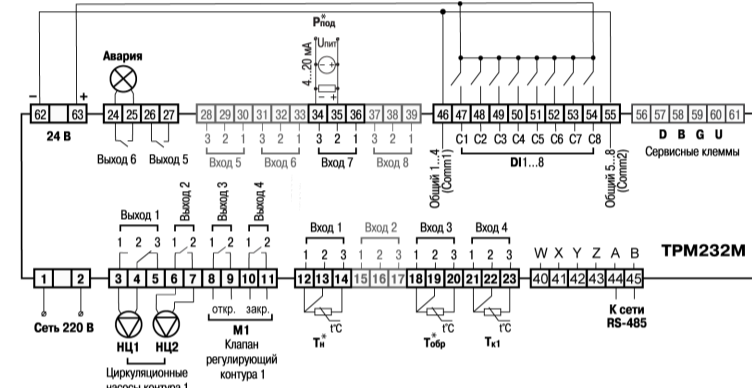 Pпод*
Uпит
4...20 мА
Авария
– +
62 63 24 25 26 27 28 29 30 31 32 33 34 35 36 37 38 39 46 47 48 49 50 51 52 53 54 55 56 57 58 59 60 61
24 В
3 2 1 3 2 1 3 2 1 3 2 1
C1 C2 C3 C4 C5 C6 C7 C8
D B G U
Выход 6 Выход 5
Вход 5 Вход 6 Вход 7 Вход 8
DI1...8
Сервисные клеммы
Общий 1...4
(Comm1)
Общий 5...8
(Comm2)
Выход 1
Выход 2
Выход 3
Выход 4
Вход 1 Вход 2 Вход 3 Вход 4
1 2 3 1 2 1 2 1 2 1 2 3 1 2 3 1 2 3 1 2 3
W X Y Z A B
ТРМ232М
1 2 3 4 5 6 7 8 9 10 11 12 13 14 15 16 17 18 19 20 21 22 23 40 41 42 43 44 45
Сеть 220 В
откр. закр.
t°C t°C t°C
К сети
RS-485
НЦ1 НЦ2
М1
Клапан
регулирующий
контура 1
Tн* Tобр* Tк1
Циркуляционные
насосы контура 1